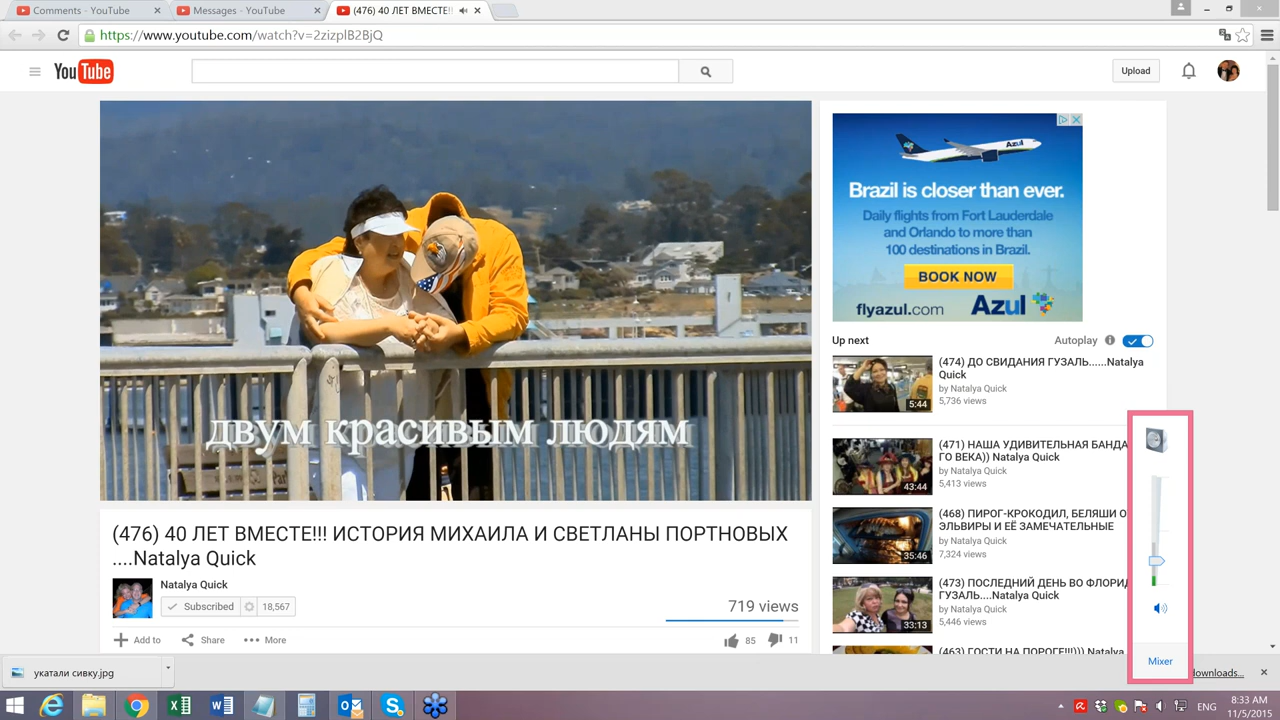 Comments - YouTube
Messages - YouTube
(476) 40 ЛЕТ ВМЕСТЕ!!
https://www.youtube.com/watch?v=2zizplB2BjQ
YouTube
Upload
двум красивым людям
Azul
Brazil is closer than ever.
Daily flights from Fort Lauderdale
and Orlando to more than
100 destinations in Brazil.
BOOK NOW
flyazul.com
Azul
Up next
Autoplay
(474) ДО СВИДАНИЯ ГУЗАЛЬ......Natalya
Quick
by Natalya Quick
5,736 views
5:44
(471) НАША УДИВИТЕЛЬНАЯ БАНДА
ГО ВЕКА)) Natalya Quick
by Natalya Quick
5,413 views
43:44
(468) ПИРОГ-КРОКОДИЛ, БЕЛЯШИ О
ЭЛЬВИРЫ И ЕЁ ЗАМЕЧАТЕЛЬНЫЕ
by Natalya Quick
7,324 views
35:46
(473) ПОСЛЕДНИЙ ДЕНЬ ВО ФЛОРИД
ГУЗАЛЬ....Natalya Quick
by Natalya Quick
5,446 views
33:13
(463) ГОСТИ НА ПОРОГЕ!!!))) Natalya
(476) 40 ЛЕТ ВМЕСТЕ!!! ИСТОРИЯ МИХАИЛА И СВЕТЛАНЫ ПОРТНОВЫХ
....Natalya Quick
Natalya Quick
Subscribed
18,567
719 views
Add to
Share
More
85
11
Mixer
укатали сивку.jpg
downloads...
ENG
8:33 AM
11/5/2015